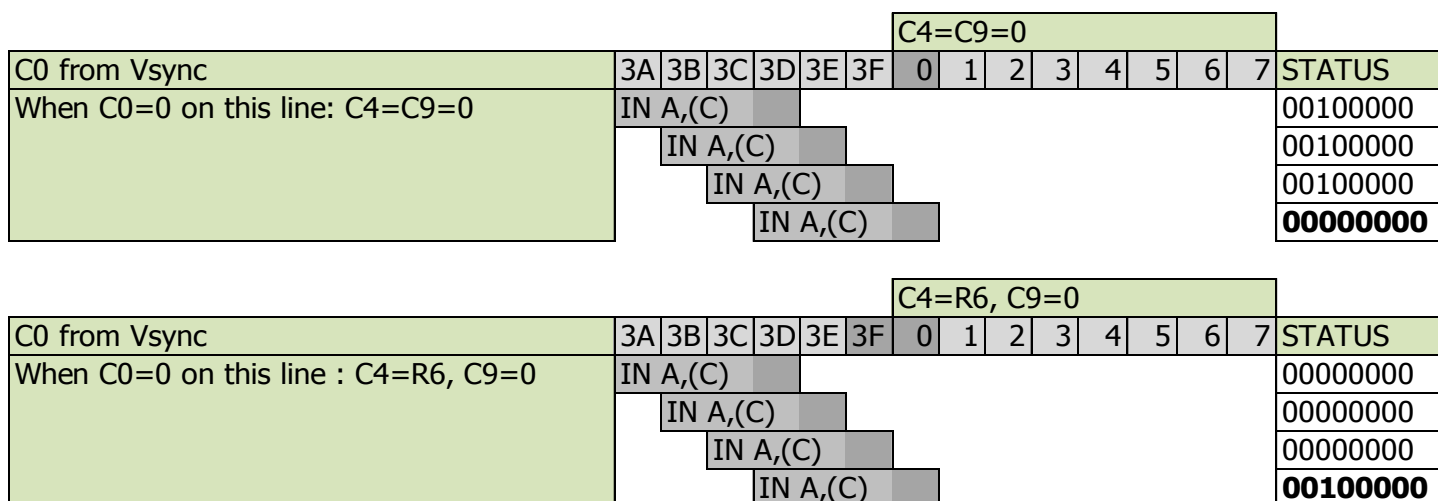 C4=C9=0
C0 from Vsync 3A 3B 3C 3D 3E 3F 0 1 2 3 4 5 6 7 STATUS
When C0=0 on this line: C4=C9=0 IN A,(C) 00100000
IN A,(C) 00100000
IN A,(C) 00100000
IN A,(C) 00000000
C4=R6, C9=0
C0 from Vsync 3A 3B 3C 3D 3E 3F 0 1 2 3 4 5 6 7 STATUS
When C0=0 on this line : C4=R6, C9=0 IN A,(C) 00000000
IN A,(C) 00000000
IN A,(C) 00000000
IN A,(C) 00100000